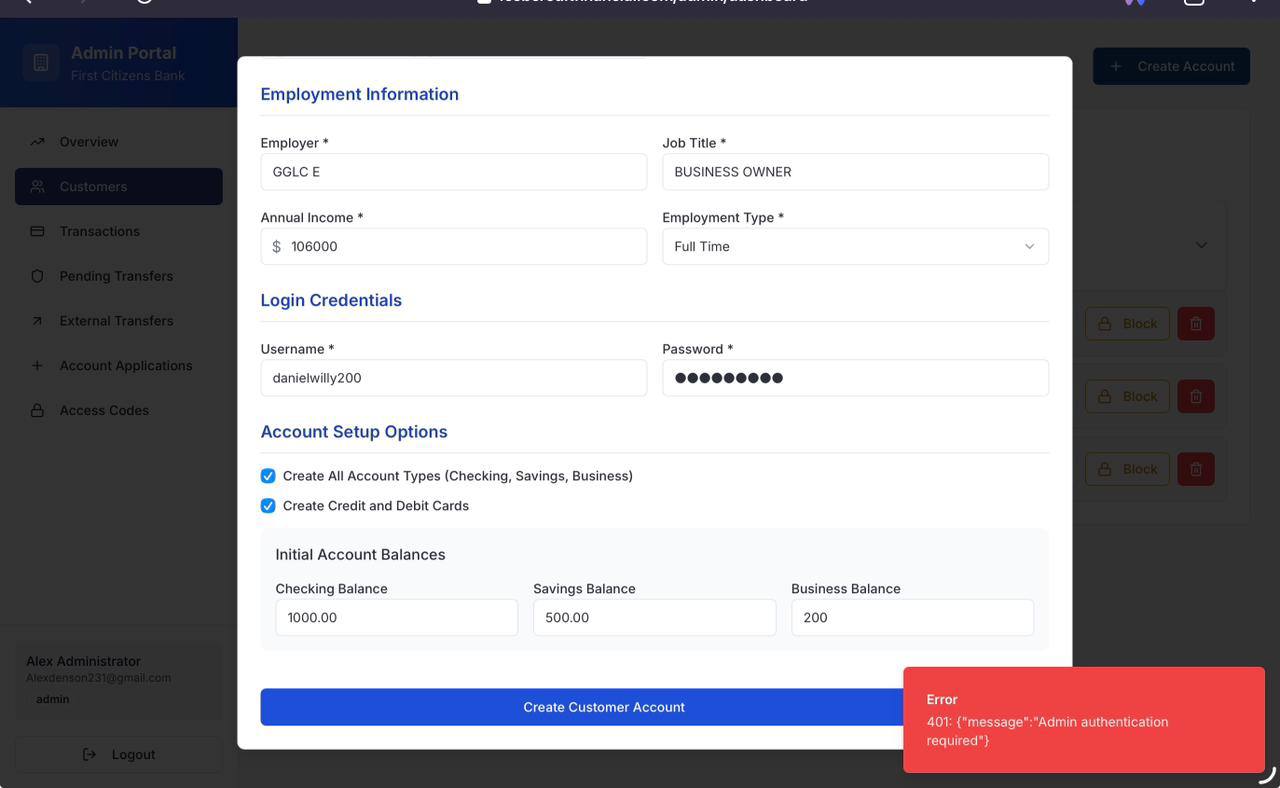 Admin Portal
First Citizens Bank
Create Account
Overview
Customers
Transactions
Pending Transfers
External Transfers
Account Applications
Access Codes
Alex Administrator
Alexdenson231@gmail.com
admin
Logout
Employment Information
Employer *
Job Title *
GGLC E
BUSINESS OWNER
Annual Income *
Employment Type *
$ 106000
Full Time
Login Credentials
Username *
Password *
danielwilly200
●●●●●●●●●
Account Setup Options
Create All Account Types (Checking, Savings, Business)
Create Credit and Debit Cards
Initial Account Balances
Checking Balance
Savings Balance
Business Balance
1000.00
500.00
200
Create Customer Account
Block
Block
Block
Error
401: {"message":"Admin authentication
required"}